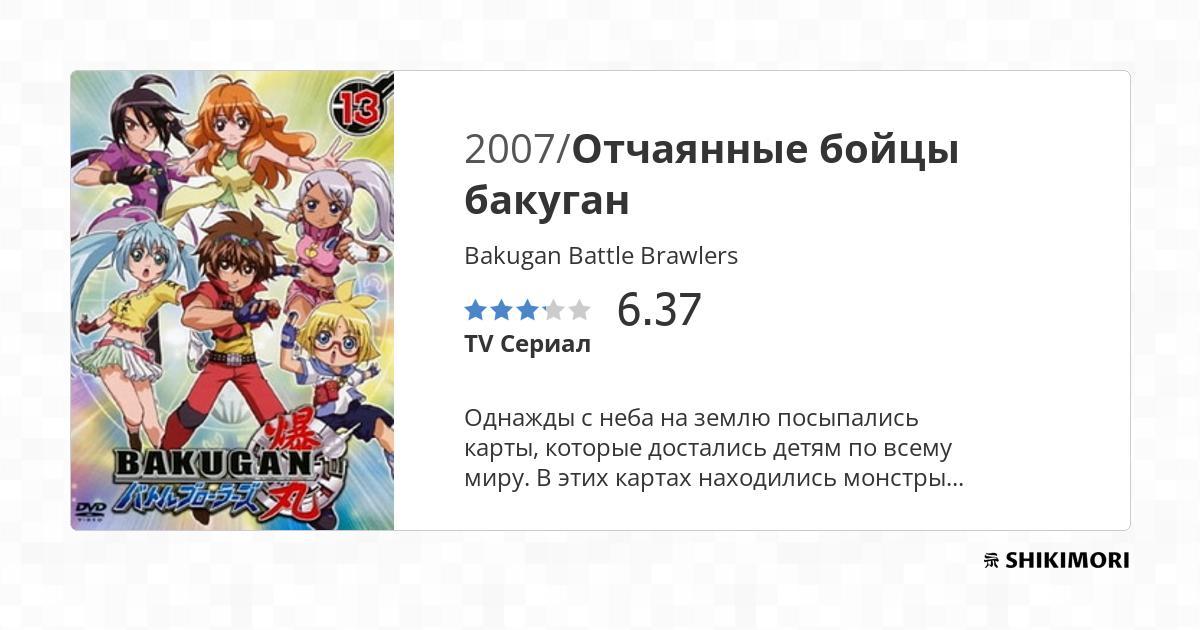 13
爆
BAKUGAN
バトルブローラーズ
丸
DVD
VIDEO
2007/Отчаянные бойцы
бакуган
Bakugan Battle Brawlers
6.37
TV Сериал
Однажды с неба на землю посыпались
карты, которые достались детям по всему
миру. В этих картах находились монстры...
SHIKIMORI